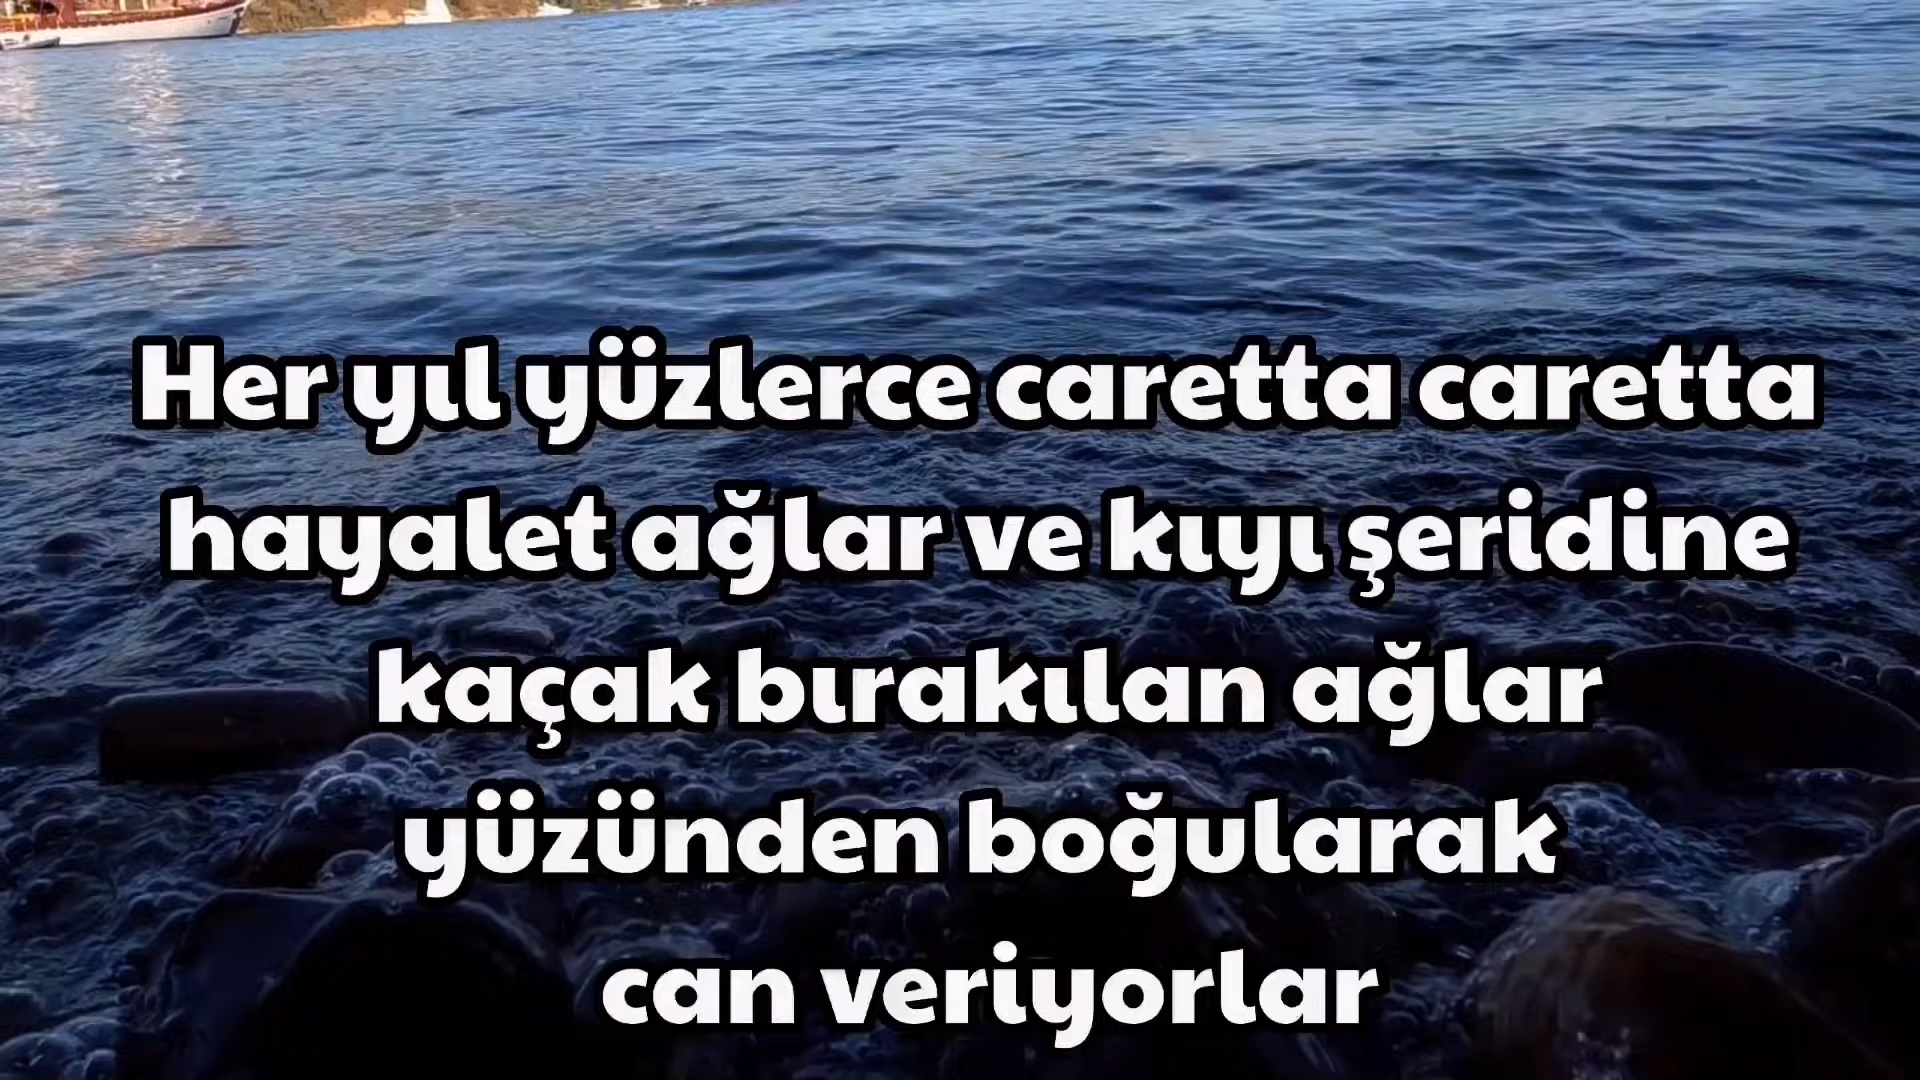 Her yıl yüzlerce caretta caretta
hayalet ağlar ve kıyı şeridine
kaçak bırakılan ağlar
yüzünden boğularak
can veriyorlar